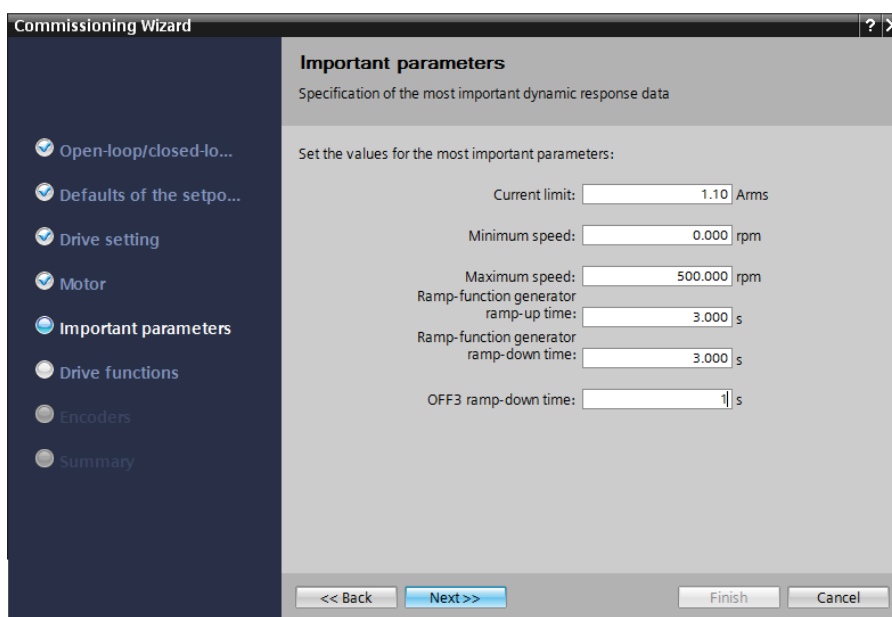 Commissioning Wizard
?
Important parameters
Specification of the most important dynamic response data
Open-loop/closed-lo...
Defaults of the setpo...
Drive setting
Motor
Important parameters
Drive functions
Encoders
Summary
Set the values for the most important parameters:
Current limit: 1.10 Arms
Minimum speed: 0.000 rpm
Maximum speed: 500.000 rpm
Ramp-function generator
ramp-up time: 3.000 s
Ramp-function generator
ramp-down time: 3.000 s
OFF3 ramp-down time: 1 s
<< Back Next >> Finish Cancel